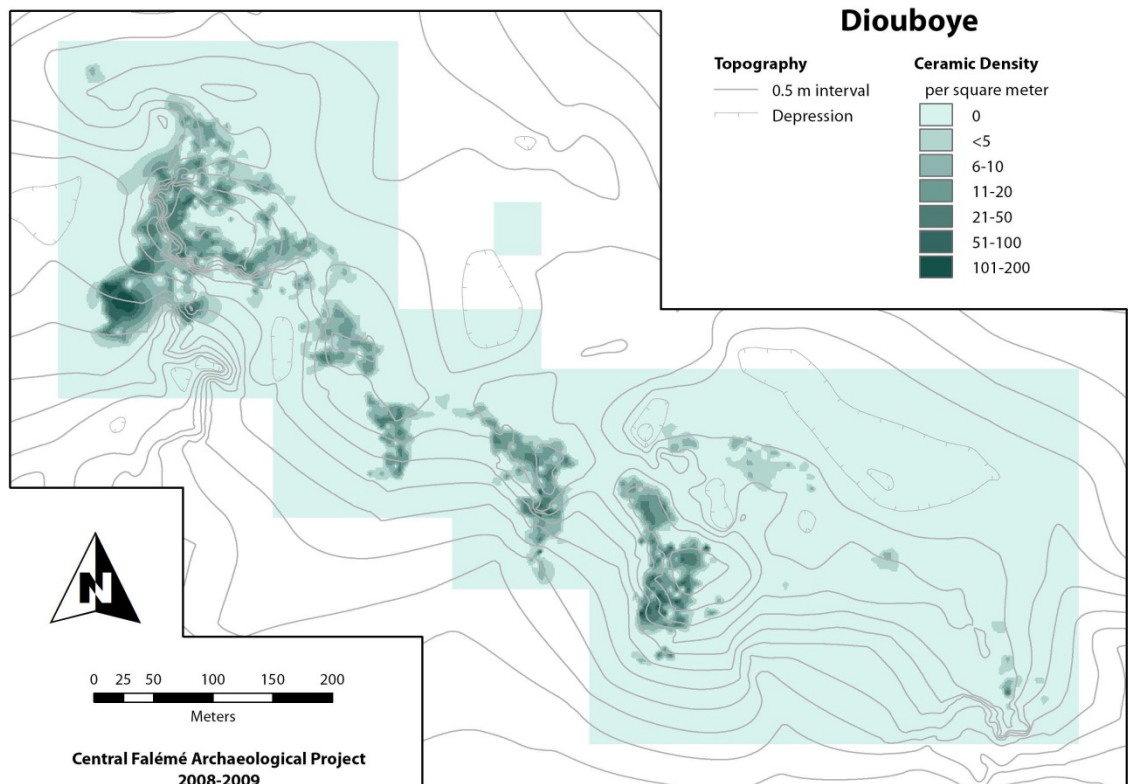 Diouboye
Topography
0.5 m interval
Depression
Ceramic Density
per square meter
0
<5
6-10
11-20
21-50
51-100
101-200
N
0 25 50 100 150 200
Meters
Central Falémé Archaeological Project
2008-2009